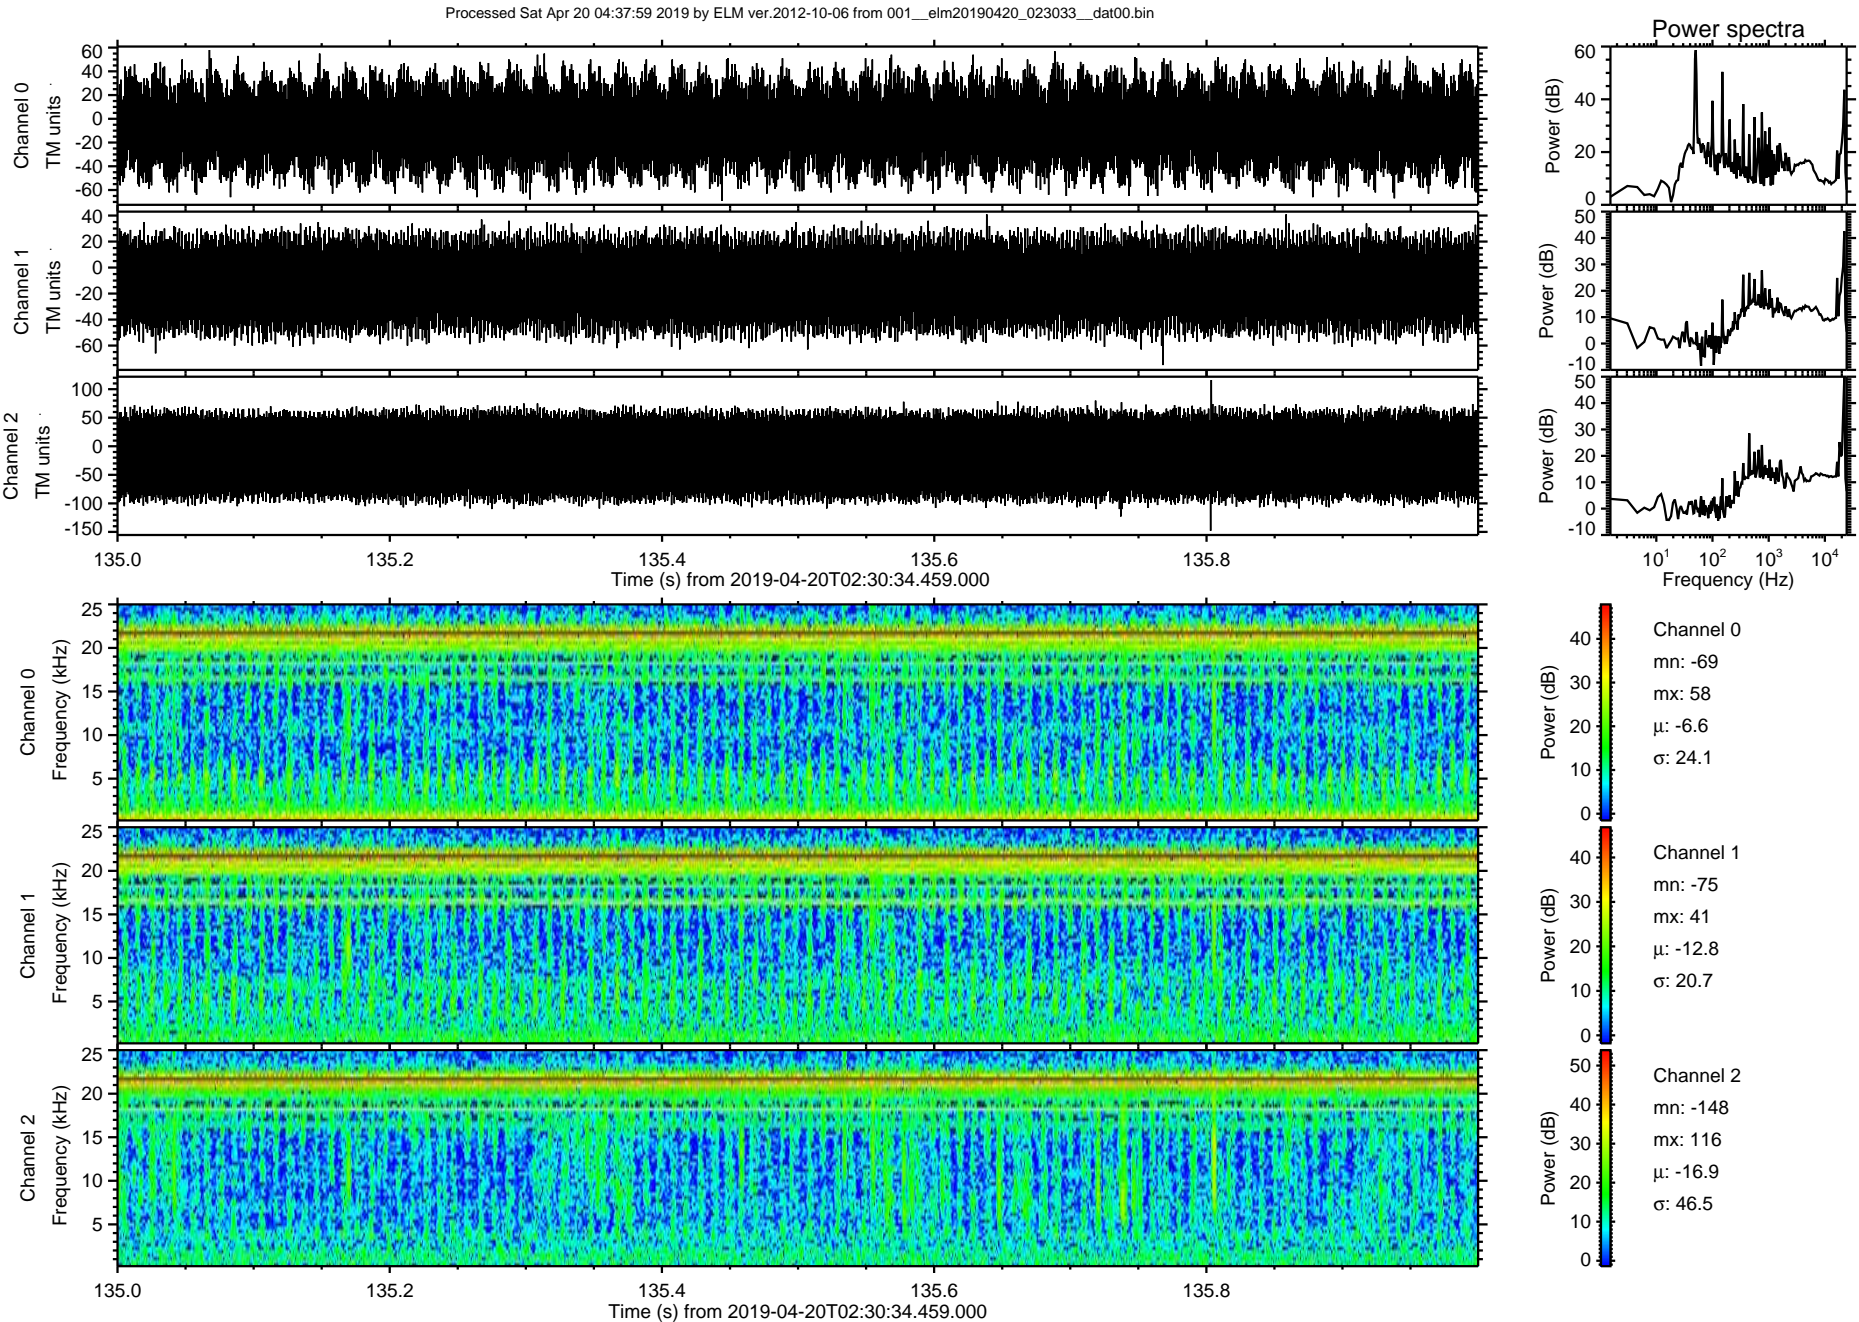 Processed Sat Apr 20 04:37:59 2019 by ELM ver.2012-10-06 from 001__elm20190420_023033__dat00.bin
Power spectra
Channel 0
TM units
60
40
20
0
-20
-40
-60
Power (dB)
60
40
20
0
Channel 1
TM units
40
20
0
-20
-40
-60
Power (dB)
50
40
30
20
10
0
-10
Channel 2
TM units
100
50
0
-50
-100
-150
Power (dB)
50
40
30
20
10
0
-10
135.0 135.2 135.4 135.6 135.8
Time (s) from 2019-04-20T02:30:34.459.000
10^1 10^2 10^3 10^4
Frequency (Hz)
Channel 0
Frequency (kHz)
25
20
15
10
5
Power (dB)
40
30
20
10
0
Channel 0
mn: -69
mx: 58
μ: -6.6
σ: 24.1
Channel 1
Frequency (kHz)
25
20
15
10
5
Power (dB)
40
30
20
10
0
Channel 1
mn: -75
mx: 41
μ: -12.8
σ: 20.7
Channel 2
Frequency (kHz)
25
20
15
10
5
Power (dB)
50
40
30
20
10
0
Channel 2
mn: -148
mx: 116
μ: -16.9
σ: 46.5
135.0 135.2 135.4 135.6 135.8
Time (s) from 2019-04-20T02:30:34.459.000